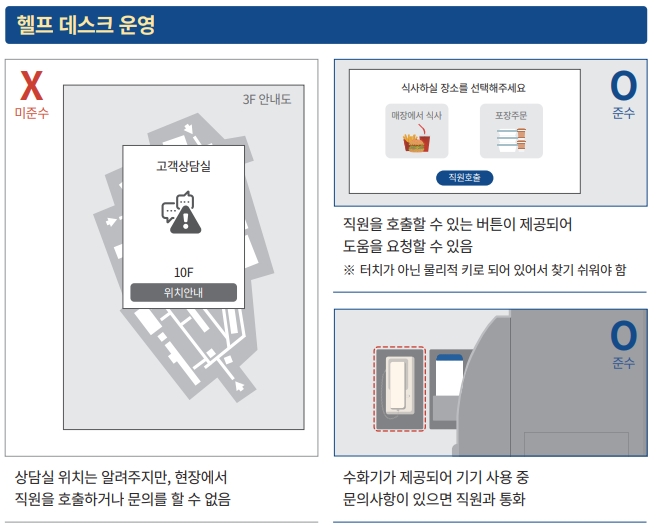 헬프 데스크 운영
X
미준수
3F 안내도
고객상담실
10F
위치안내
상담실 위치는 알려주지만, 현장에서
직원을 호출하거나 문의를 할 수 없음
식사하실 장소를 선택해주세요
매장에서 식사
포장주문
직원호출
O
준수
직원을 호출할 수 있는 버튼이 제공되어
도움을 요청할 수 있음
※ 터치가 아닌 물리적 키로 되어 있어서 찾기 쉬워야 함
O
준수
수화기가 제공되어 기기 사용 중
문의사항이 있으면 직원과 통화